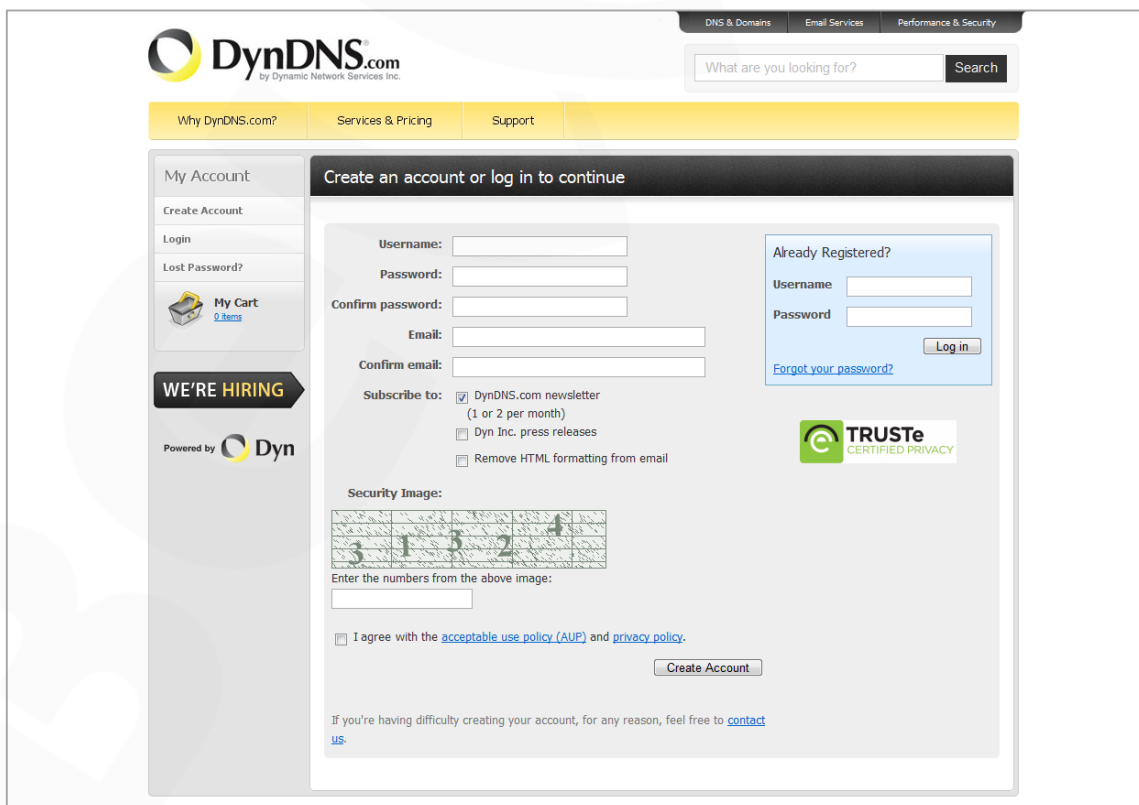 DNS & Domains Email Services Performance & Security
DynDNS.com
by Dynamic Network Services Inc.
What are you looking for? Search
Why DynDNS.com? Services & Pricing Support
My Account
Create Account
Login
Lost Password?
My Cart
0 items
WE'RE HIRING
Powered by Dyn
Create an account or log in to continue
Username:
Password:
Confirm password:
Email:
Confirm email:
Subscribe to: DynDNS.com newsletter
(1 or 2 per month)
Dyn Inc. press releases
Remove HTML formatting from email
Security Image:
3 1 3 2 4
Enter the numbers from the above image:
I agree with the acceptable use policy (AUP) and privacy policy.
Create Account
If you're having difficulty creating your account, for any reason, feel free to contact
us.
Already Registered?
Username
Password
Log in
Forgot your password?
e TRUSTe
CERTIFIED PRIVACY